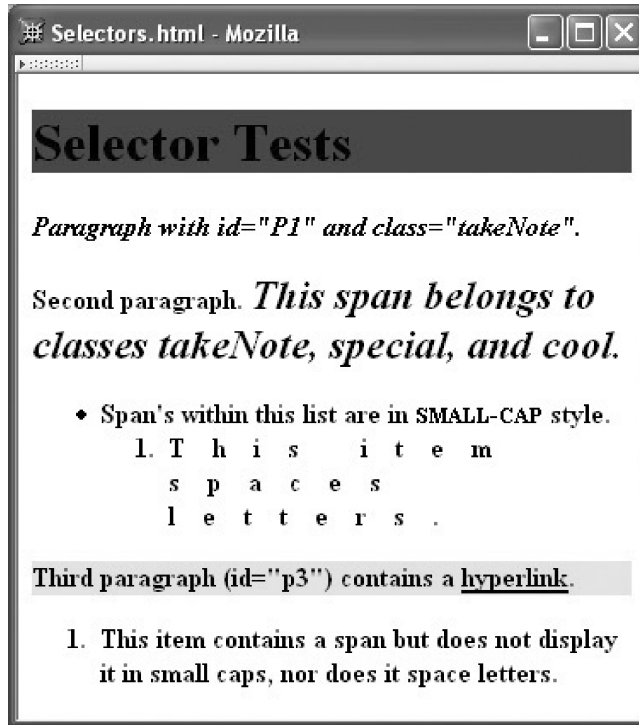 Selectors.html - Mozilla
Selector Tests
Paragraph with id="P1" and class="takeNote".
Second paragraph. This span belongs to
classes takeNote, special, and cool.
• Span's within this list are in SMALL-CAP style.
1. T h i s i t e m
s p a c e s
l e t t e r s .
Third paragraph (id="p3") contains a hyperlink.
1. This item contains a span but does not display
it in small caps, nor does it space letters.